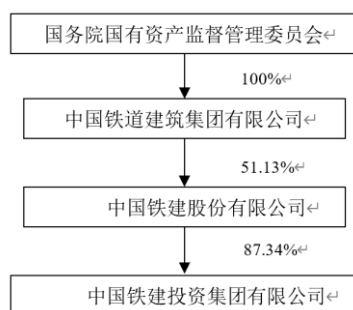 国务院国有资产监督管理委员会↵
100%↵
中国铁道建筑集团有限公司↵
51.13%↵
中国铁建股份有限公司↵
87.34%↵
中国铁建投资集团有限公司↵